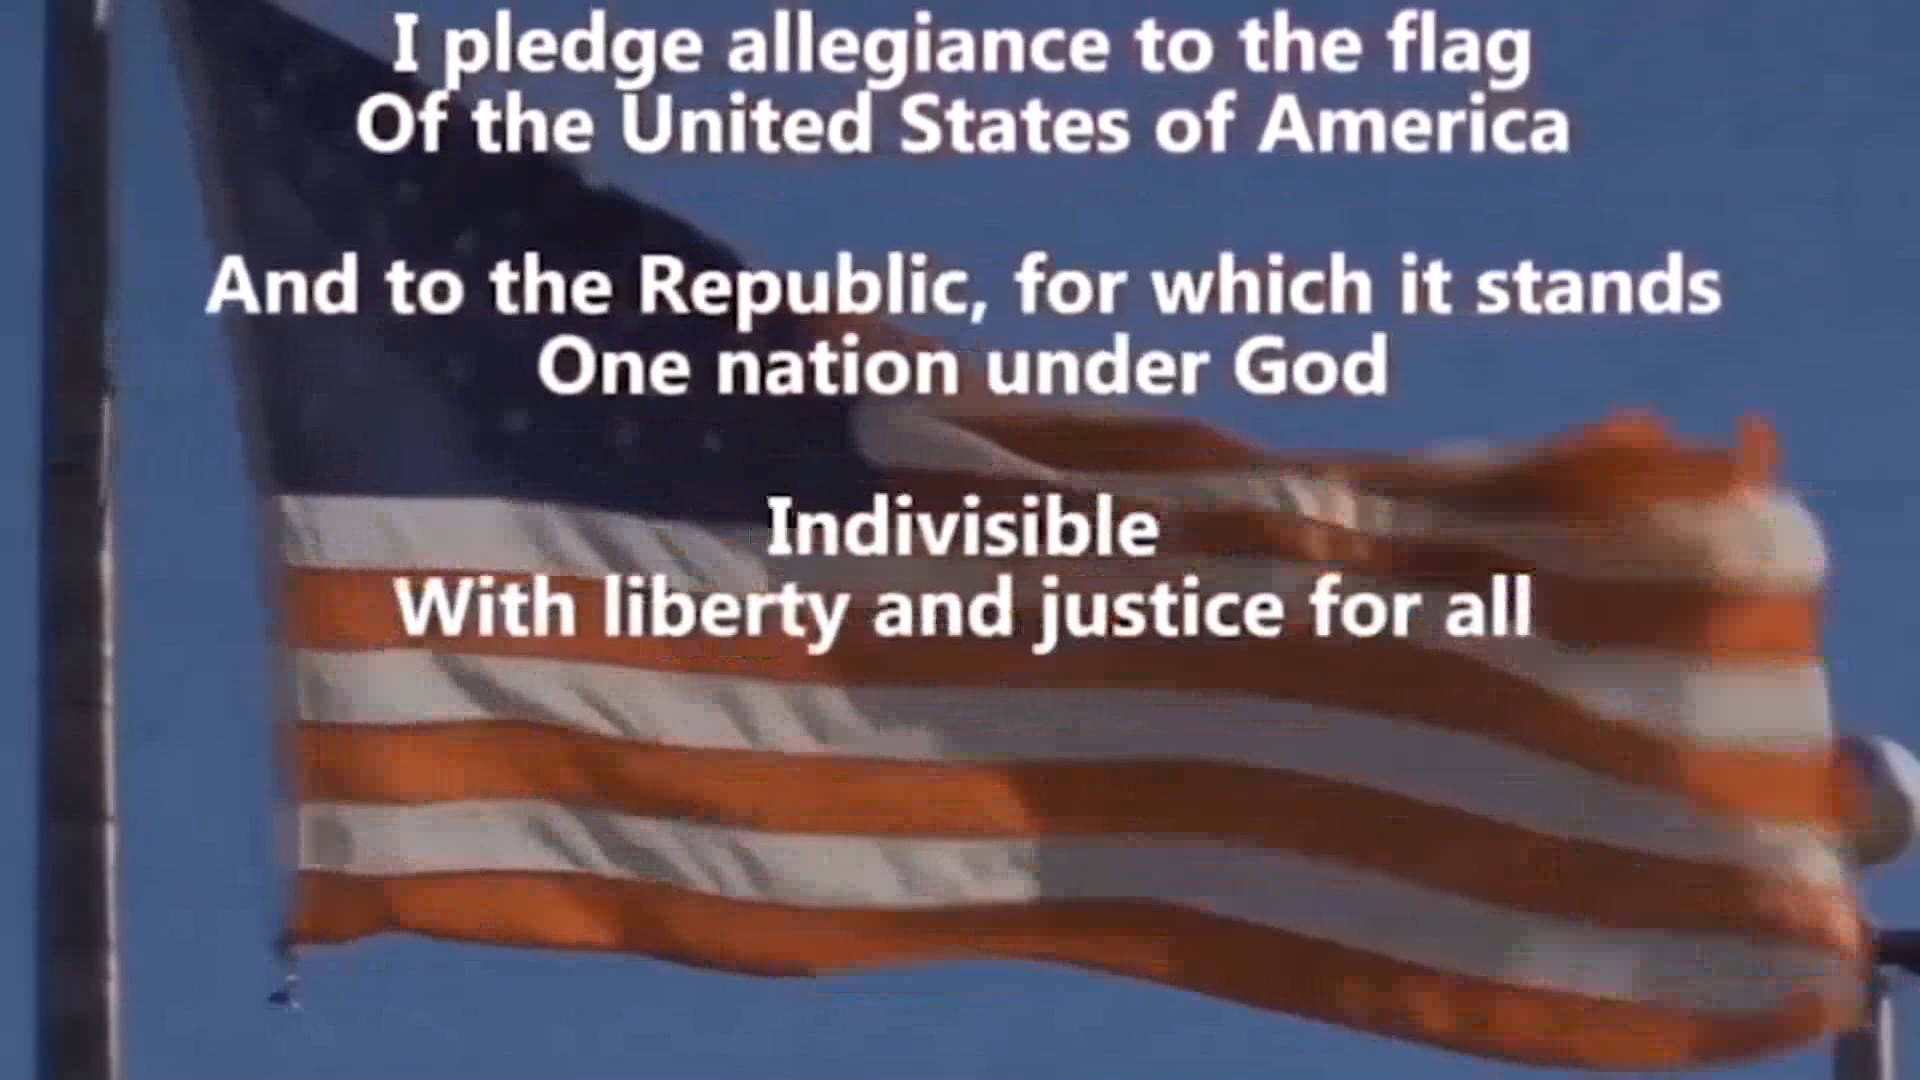 I pledge allegiance to the flag
Of the United States of America
And to the Republic, for which it stands
One nation under God
Indivisible
With liberty and justice for all